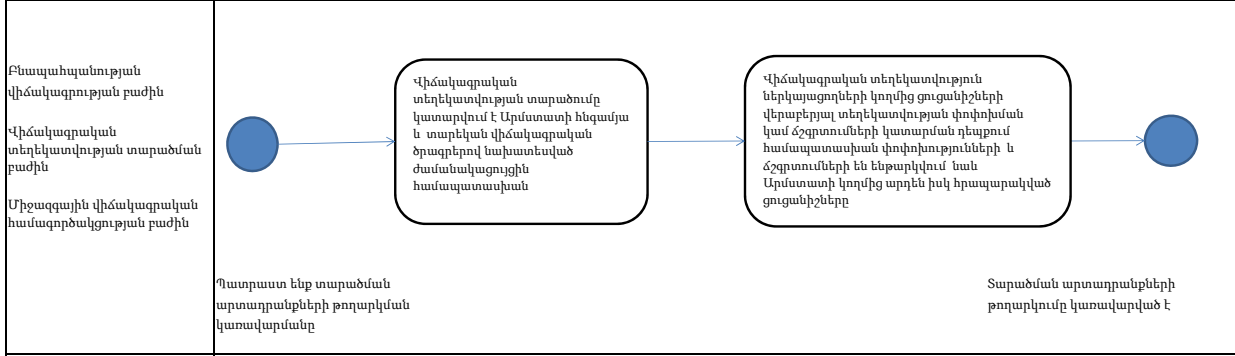 Բնապահպանության
վիճակագրության բաժին
Վիճակագրական
տեղեկատվության տարածման
բաժին
Միջազգային վիճակագրական
համագործակցության բաժին
Վիճակագրական
տեղեկատվության տարածումը
կատարվում է Արմստատի հնգամյա
և տարեկան վիճակագրական
ծրագրերով նախատեսված
ժամանակացույցին
համապատասխան
Վիճակագրական տեղեկատվություն
ներկայացողների կողմից ցուցանիշների
վերաբերյալ տեղեկատվության փոփոխման
կամ ճշգրտումների կատարման դեպքում
համապատասխան փոփոխությունների և
ճշգրտումների են ենթարկվում նաև
Արմստատի կողմից արդեն իսկ հրապարակված
ցուցանիշները
Պատրաստ ենք տարածման
արտադրանքների թողարկման
կառավարմանը
Տարածման արտադրանքների
թողարկումը կառավարված է